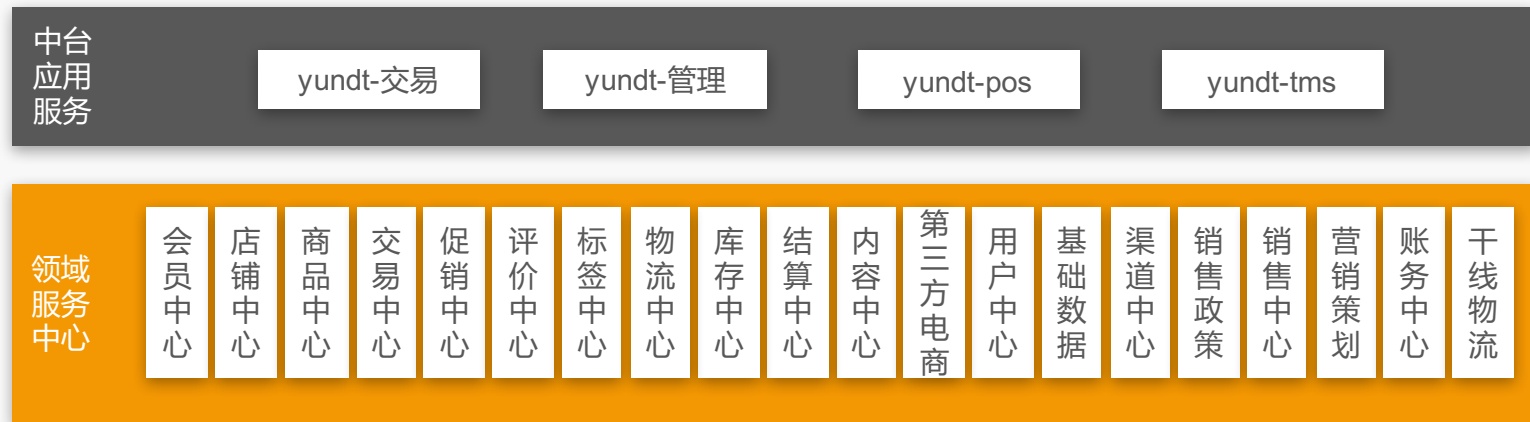 中台
应用
服务
yundt-交易
yundt-管理
yundt-pos
yundt-tms
领域
服务
中心
会员中心
店铺中心
商品中心
交易中心
促销中心
评价中心
标签中心
物流中心
库存中心
结算中心
内容中心
第三方电商
用户中心
基础数据
渠道中心
销售政策
销售中心
营销策划
账务中心
干线物流